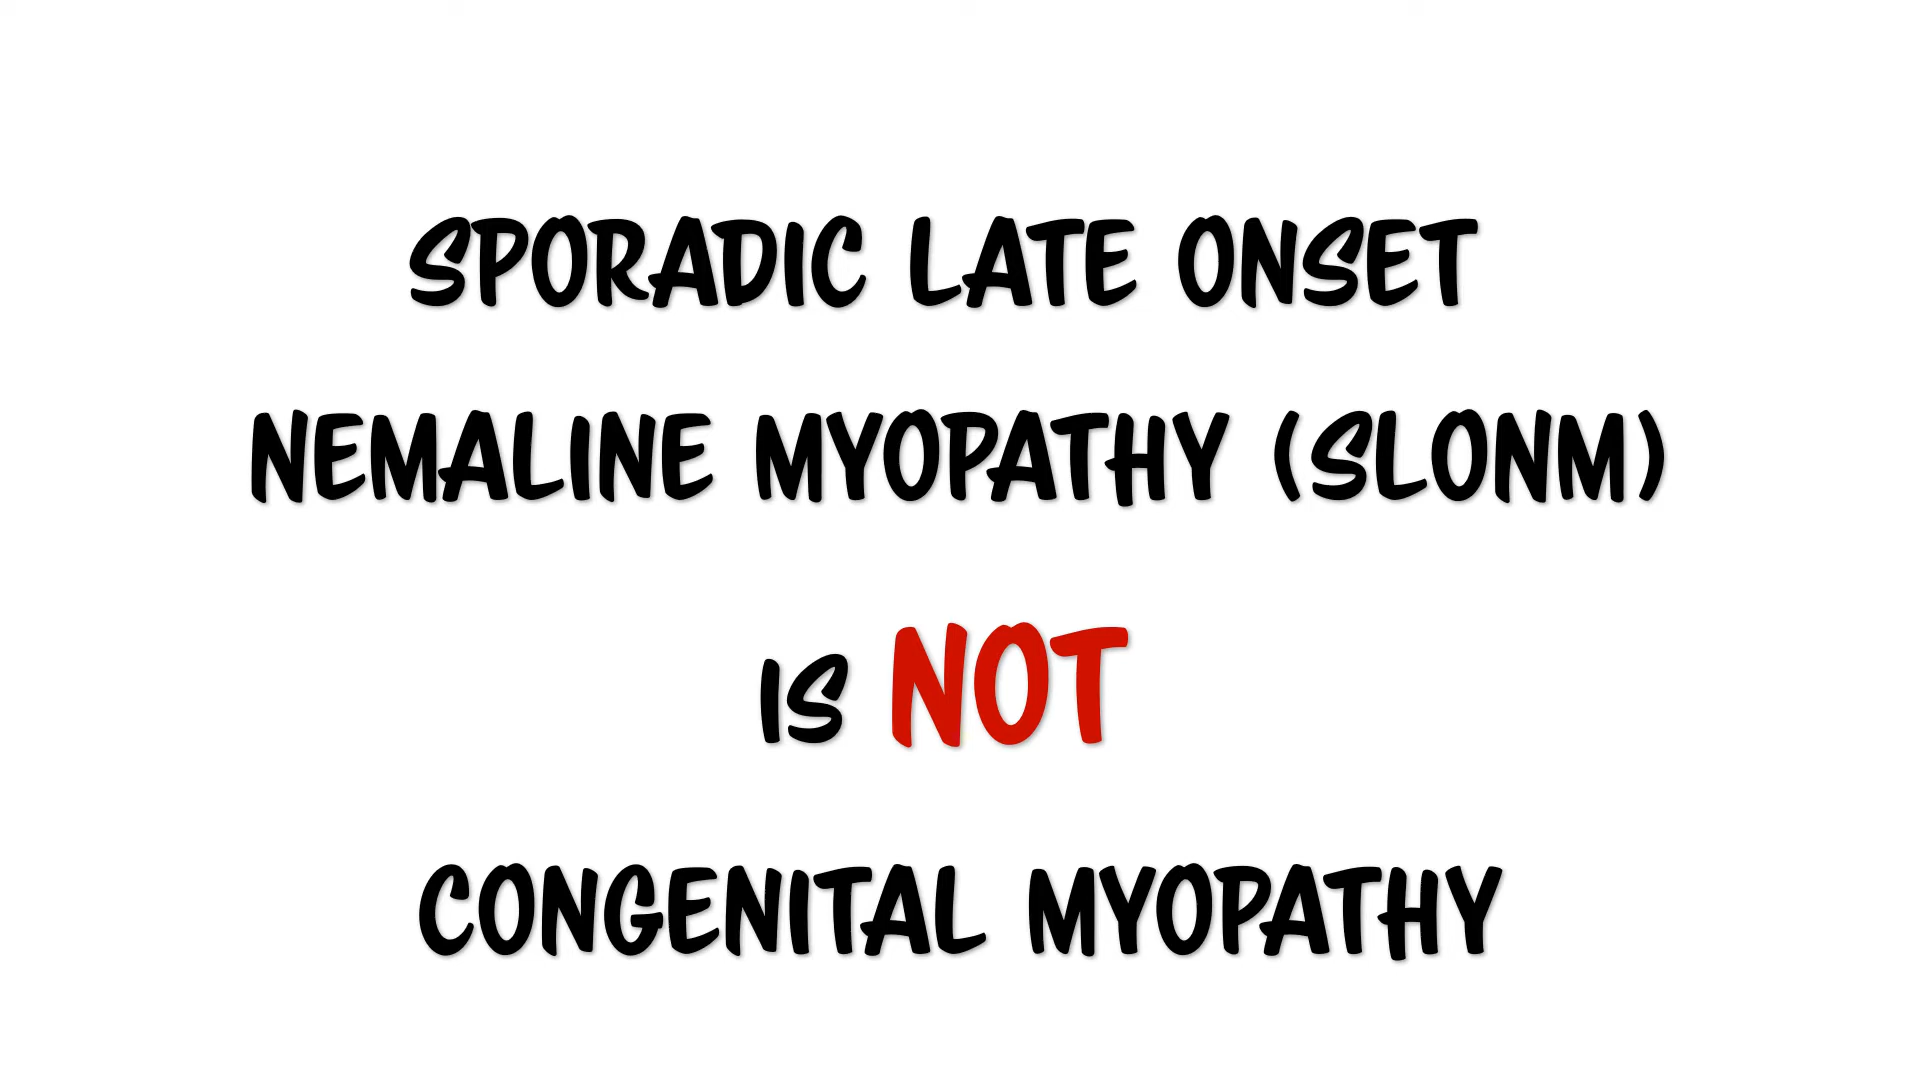 SPORADIC LATE ONSET
NEMALINE MYOPATHY (SLONM)
IS NOT
CONGENITAL MYOPATHY